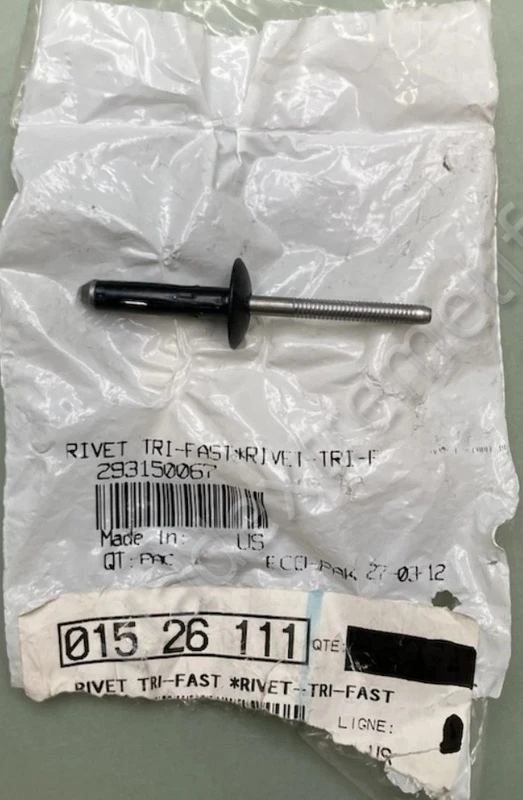 RIVET TRI-FAST*RIVET-TRI-F
293150067
Made In: US
QT: PAC ECO-PAK 27-03-12
015 26 111 QTE:
RIVET TRI-FAST *RIVET--TRI-FAST
LIGNE:
US